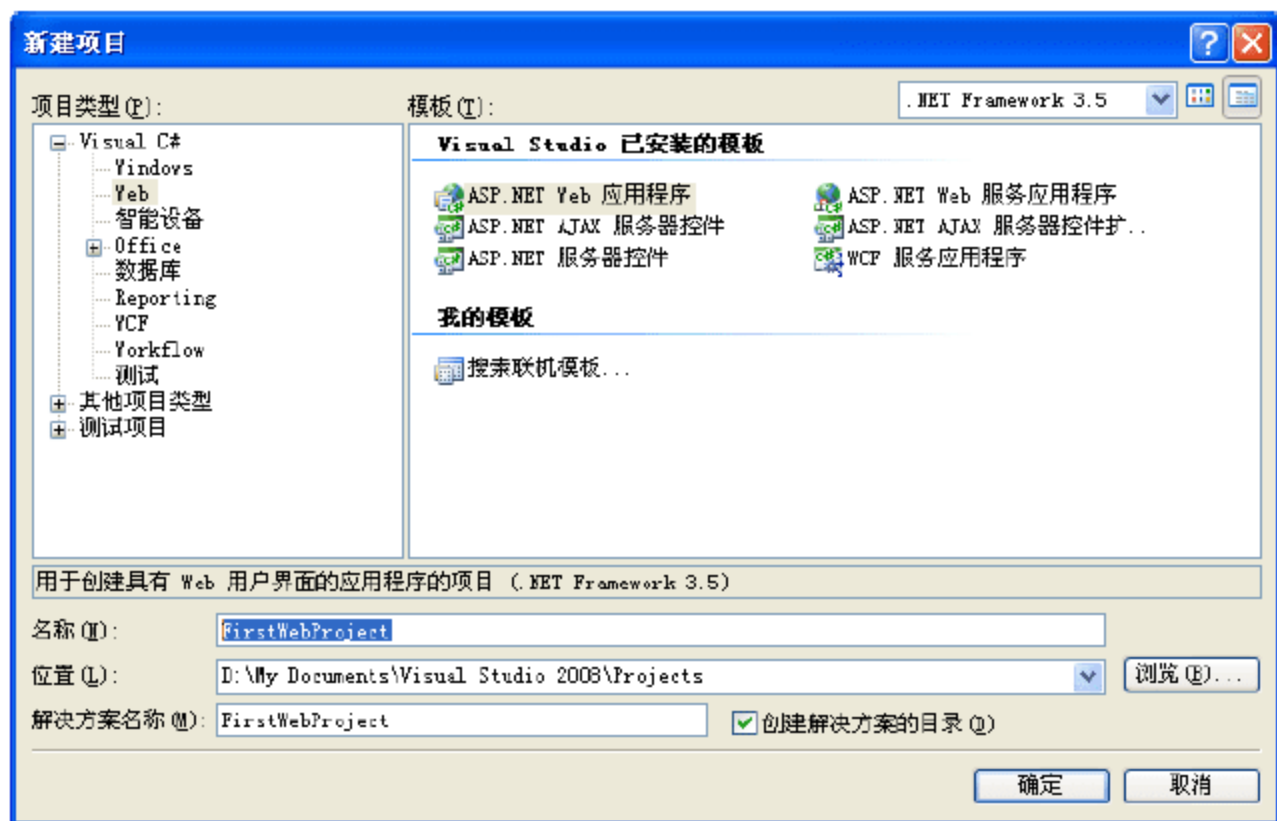 新建项目
项目类型(P):
模板(T):
.NET Framework 3.5
Visual C#
Windows
Web
智能设备
Office
数据库
Reporting
WCF
Workflow
测试
其他项目类型
测试项目
Visual Studio 已安装的模板
ASP.NET Web 应用程序
ASP.NET Web 服务应用程序
ASP.NET AJAX 服务器控件
ASP.NET AJAX 服务器控件扩..
ASP.NET 服务器控件
WCF 服务应用程序
我的模板
搜索联机模板...
用于创建具有 Web 用户界面的应用程序的项目 (.NET Framework 3.5)
名称(N):
FirstWebProject
位置(L):
D:\My Documents\Visual Studio 2008\Projects
浏览(B)...
解决方案名称(M):
FirstWebProject
创建解决方案的目录(D)
确定
取消